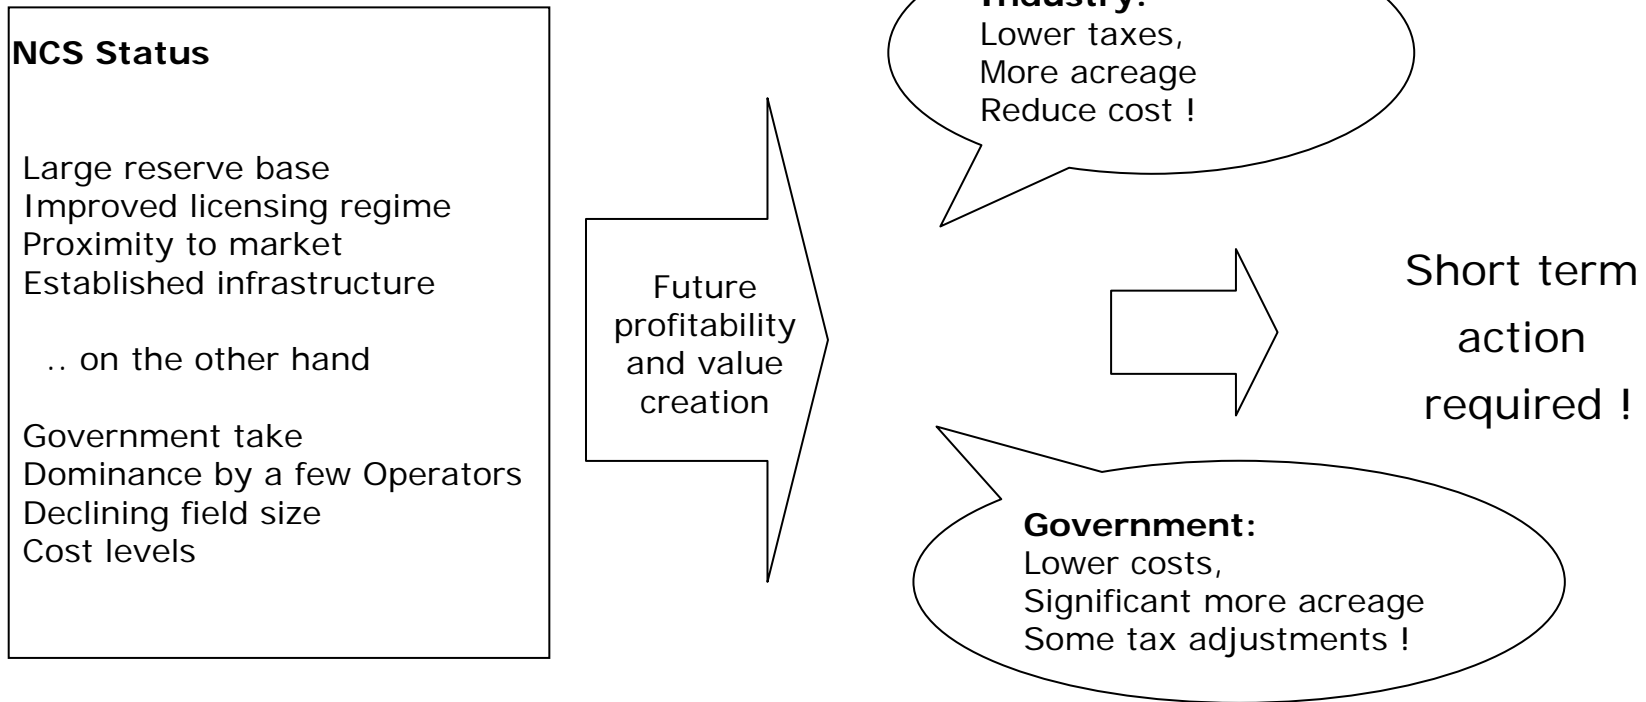 NCS Status
Large reserve base
Improved licensing regime
Proximity to market
Established infrastructure
.. on the other hand
Government take
Dominance by a few Operators
Declining field size
Cost levels
Future
profitability
and value
creation
Industry:
Lower taxes,
More acreage
Reduce cost !
Government:
Lower costs,
Significant more acreage
Some tax adjustments !
Short term
action
required !